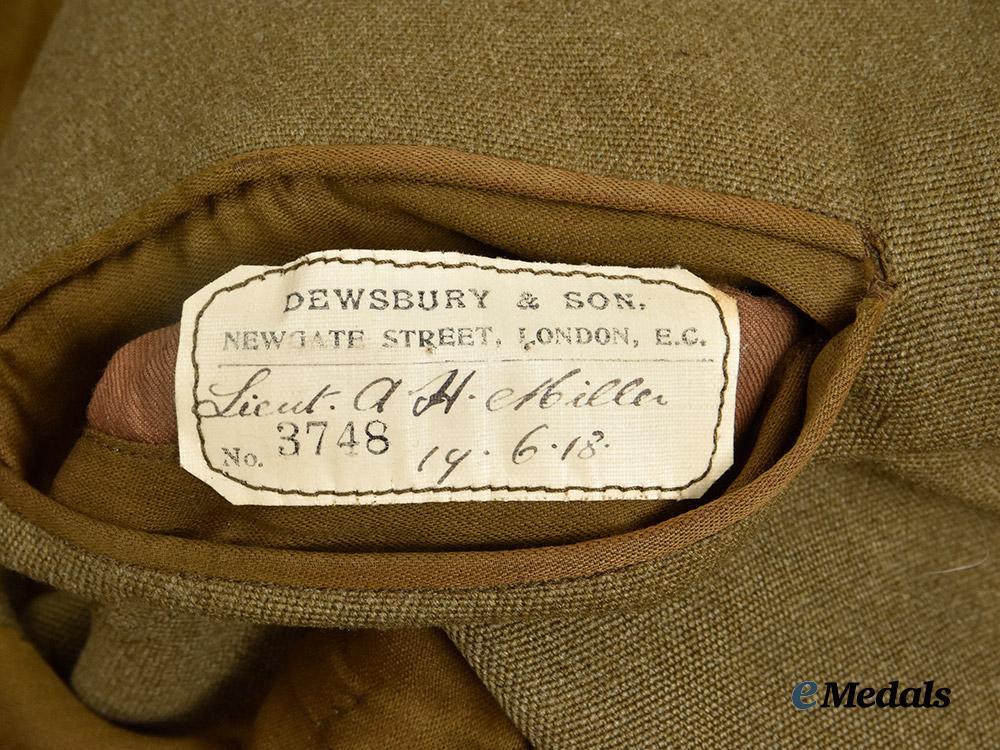 DEWSBURY & SON.
NEWGATE STREET, LONDON, E.C.
Lieut. A. H. Miller
No. 3748 19.6.18.
eMedals